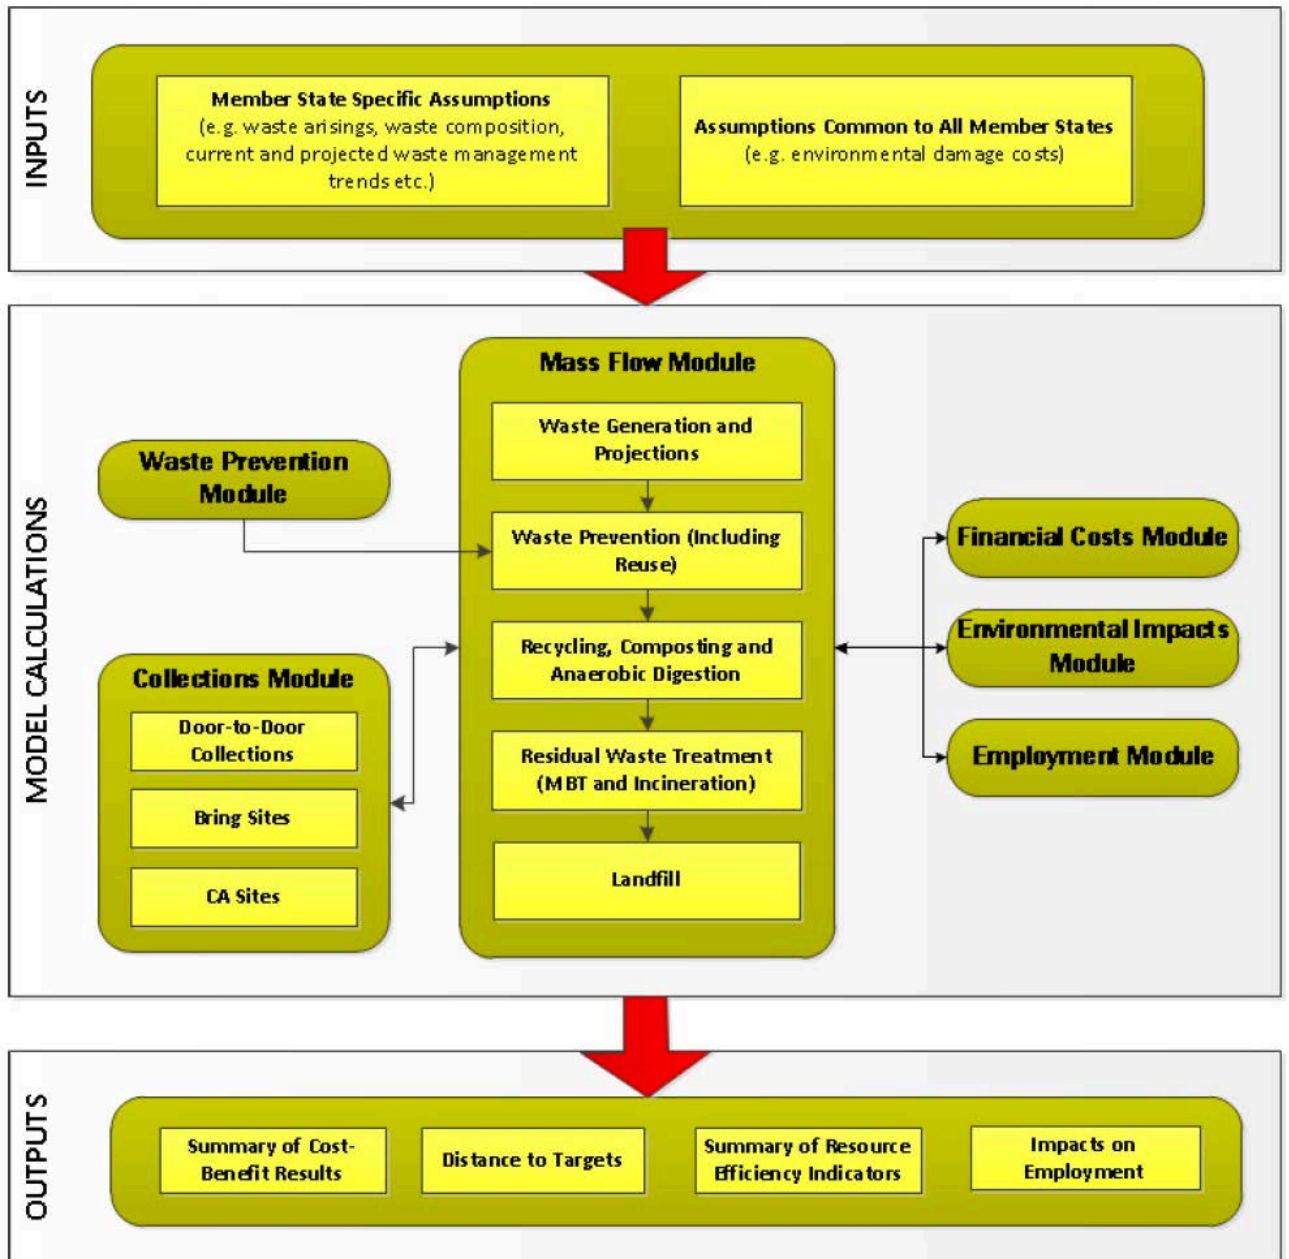 INPUTS
Member State Specific Assumptions
(e.g. waste arisings, waste composition,
current and projected waste management
trends etc.)
Assumptions Common to All Member States
(e.g. environmental damage costs)
MODEL CALCULATIONS
Waste Prevention
Module
Collections Module
Door-to-Door
Collections
Bring Sites
CA Sites
Mass Flow Module
Waste Generation and
Projections
Waste Prevention (Including
Reuse)
Recycling, Composting and
Anaerobic Digestion
Residual Waste Treatment
(MBT and Incineration)
Landfill
Financial Costs Module
Environmental Impacts
Module
Employment Module
OUTPUTS
Summary of Cost-
Benefit Results
Distance to Targets
Summary of Resource
Efficiency Indicators
Impacts on
Employment